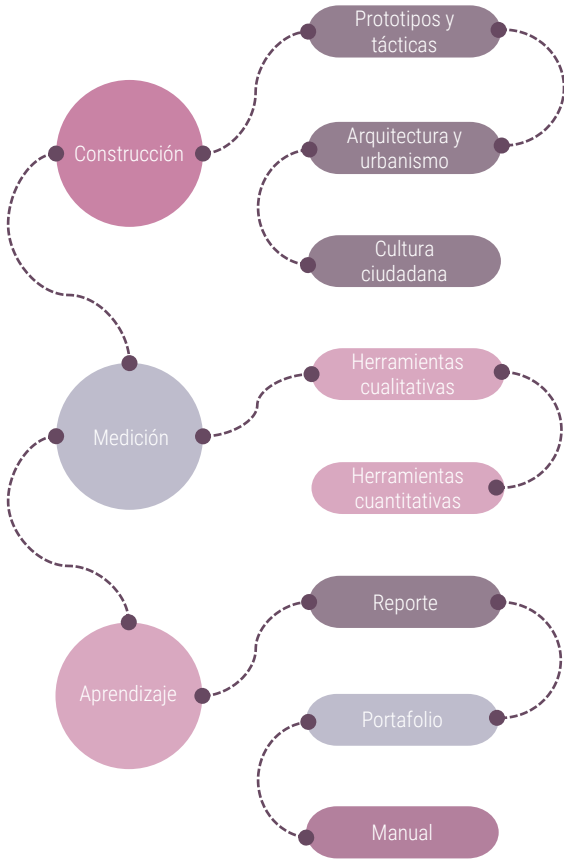 Prototipos y
tácticas
Construcción
Arquitectura y
urbanismo
Cultura
ciudadana
Medición
Herramientas
cualitativas
Herramientas
cuantitativas
Aprendizaje
Reporte
Portafolio
Manual